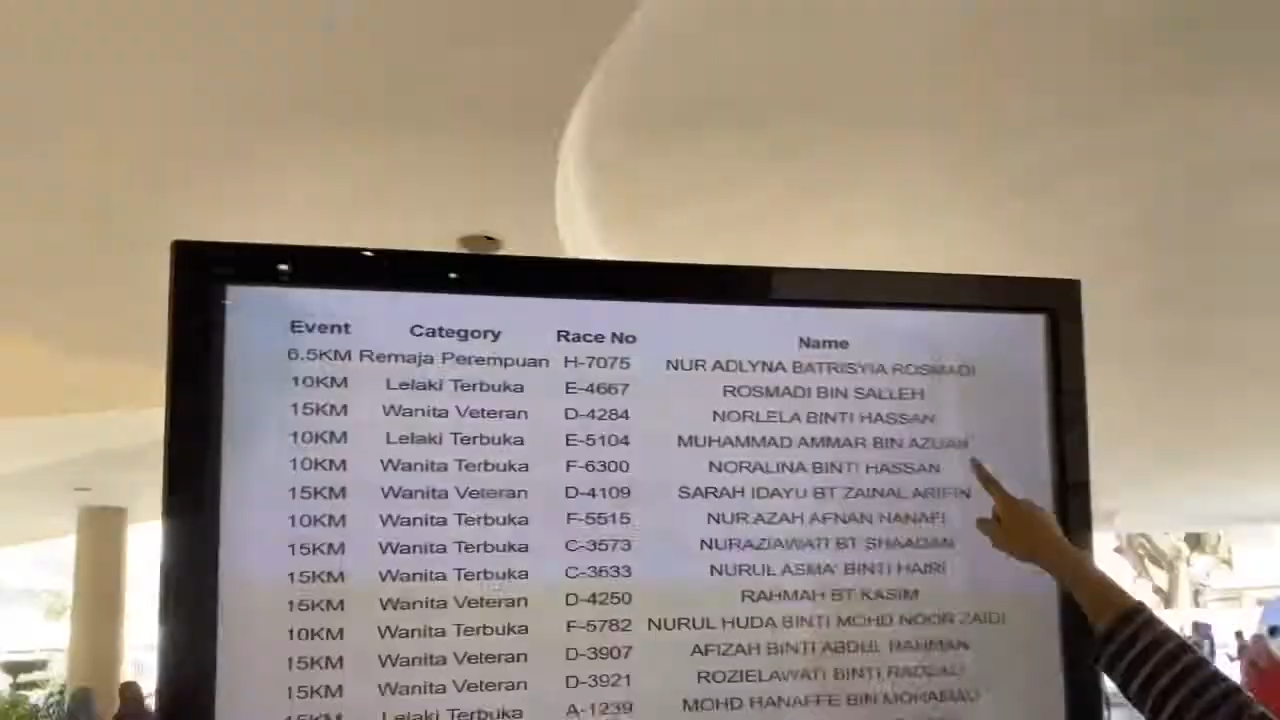 Event Category Race No Name
6.5KM Remaja Perempuan H-7075 NUR ADLYNA BATRISYIA ROSMADI
10KM Lelaki Terbuka E-4667 ROSMADI BIN SALLEH
15KM Wanita Veteran D-4284 NORLELA BINTI HASSAN
10KM Lelaki Terbuka E-5104 MUHAMMAD AMMAR BIN AZUAN
10KM Wanita Terbuka F-6300 NORALINA BINTI HASSAN
15KM Wanita Veteran D-4109 SARAH IDAYU BT ZAINAL ARIFIN
10KM Wanita Terbuka F-5515 NUR AZAH AFNAN HANAFI
15KM Wanita Terbuka C-3573 NURAZIAWATI BT SHAADAN
15KM Wanita Terbuka C-3633 NURUL ASMA' BINTI HAIRI
15KM Wanita Veteran D-4250 RAHMAH BT KASIM
10KM Wanita Terbuka F-5782 NURUL HUDA BINTI MOHD NOOR ZAIDI
15KM Wanita Veteran D-3907 AFIZAH BINTI ABDUL RAHMAN
15KM Wanita Veteran D-3921 ROZIELAWATI BINTI
15KM Lelaki Terbuka A-1239 MOHD HANAFFE BIN MOHAMAD